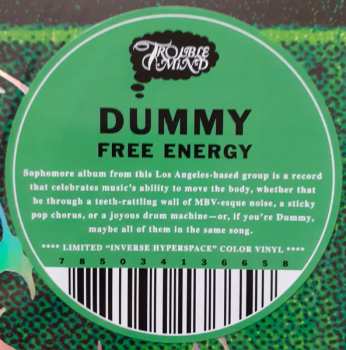 TROUBLE
IN MIND
DUMMY
FREE ENERGY
Sophomore album from this Los Angeles-based group is a record
that celebrates music's ability to move the body, whether that
be through a teeth-rattling wall of MBV-esque noise, a sticky
pop chorus, or a joyous drum machine—or, if you're Dummy,
maybe all of them in the same song.
**** LIMITED "INVERSE HYPERSPACE" COLOR VINYL ****
7 8 5 0 3 4 1 3 6 6 5 8